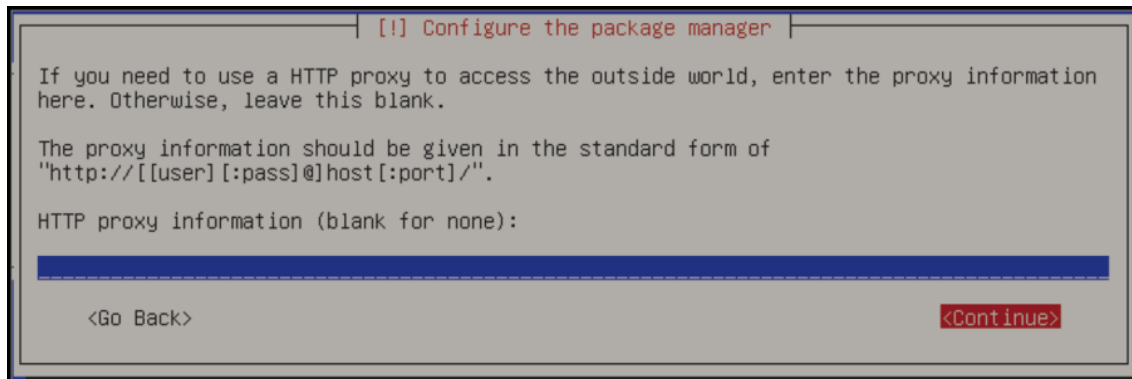 [!] Configure the package manager
If you need to use a HTTP proxy to access the outside world, enter the proxy information
here. Otherwise, leave this blank.
The proxy information should be given in the standard form of
"http://[[user][:pass]@]host[:port]/".
HTTP proxy information (blank for none):
<Go Back> <Continue>